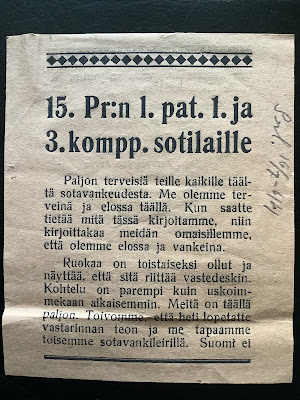 15. Pr:n 1. pat. 1. ja
3. kompp. sotilaille
Paljon terveisiä teille kaikille tääl-
tä sotavankeudesta. Me olemme ter-
veinä ja elossa täällä. Kun saatte
tietää mitä tässä kirjoitamme, niin
kirjoittakaa meidän omaisillemme,
että olemme elossa ja vankeina.
Ruokaa on toistaiseksi ollut ja
näyttää, että sitä riittää vastedeskin.
Kohtelu on parempi kuin uskoim-
mekaan aikaisemmin. Meitä on täällä
paljon. Toivomme, että heti lopetatte
vastarinnan teon ja me tapaamme
toisemme sotavankileirillä. Suomi ei